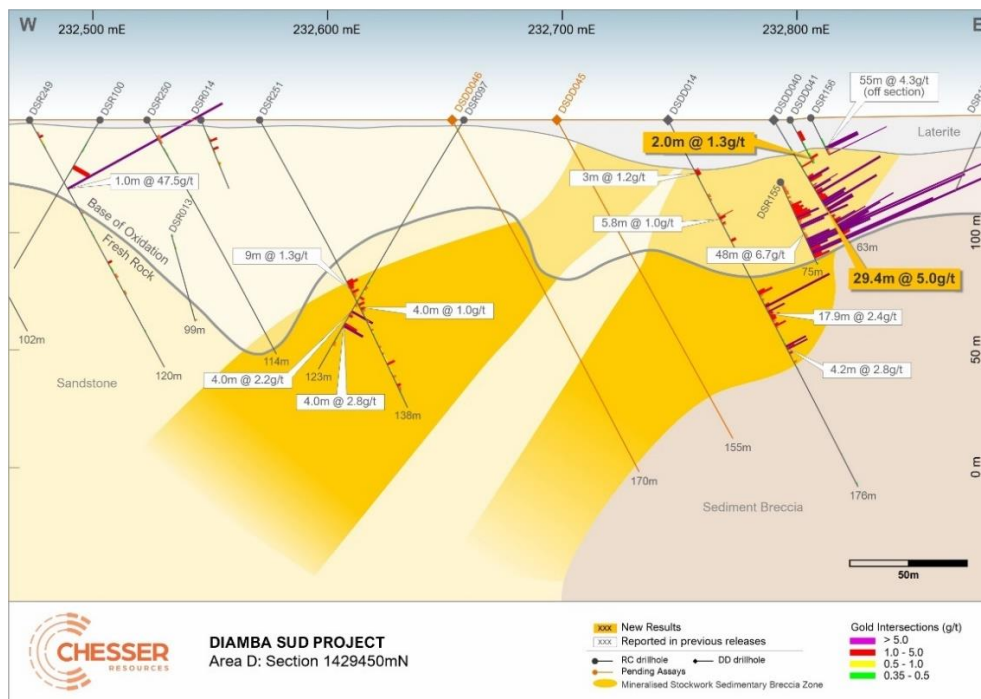 W
232,500 mE
232,600 mE
232,700 mE
232,800 mE
E
DSR249
DSR100
DSR250
DSR014
DSR251
DSDD046
DSR097
DSDD045
DSDD014
DSDD040
DSDD041
DSR156
55m @ 4.3g/t
(off section)
Laterite
2.0m @ 1.3g/t
1.0m @ 47.5g/t
3m @ 1.2g/t
DSR155
DSR013
Base of Oxidation
Fresh Rock
5.8m @ 1.0g/t
100 m
48m @ 6.7g/t
63m
75m
9m @ 1.3g/t
29.4m @ 5.0g/t
4.0m @ 1.0g/t
17.9m @ 2.4g/t
99m
102m
114m
50 m
120m
123m
4.2m @ 2.8g/t
Sandstone
4.0m @ 2.2g/t
4.0m @ 2.8g/t
138m
155m
0 m
170m
176m
Sediment Breccia
50m
CHESSER
RESOURCES
DIAMBA SUD PROJECT
Area D: Section 1429450mN
XXX New Results
XXX Reported in previous releases
RC drillhole
DD drillhole
Pending Assays
Mineralised Stockwork Sedimentary Breccia Zone
Gold Intersections (g/t)
> 5.0
1.0 - 5.0
0.5 - 1.0
0.35 - 0.5